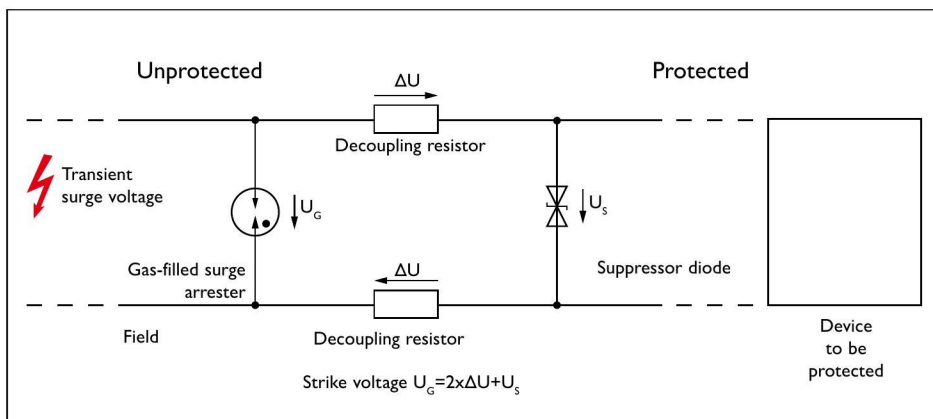 Unprotected
ΔU
Protected
Decoupling resistor
Transient
surge voltage
U_G
U_S
Gas-filled surge
arrester
ΔU
Suppressor diode
Field
Decoupling resistor
Device
to be
protected
Strike voltage U_G=2xΔU+U_S